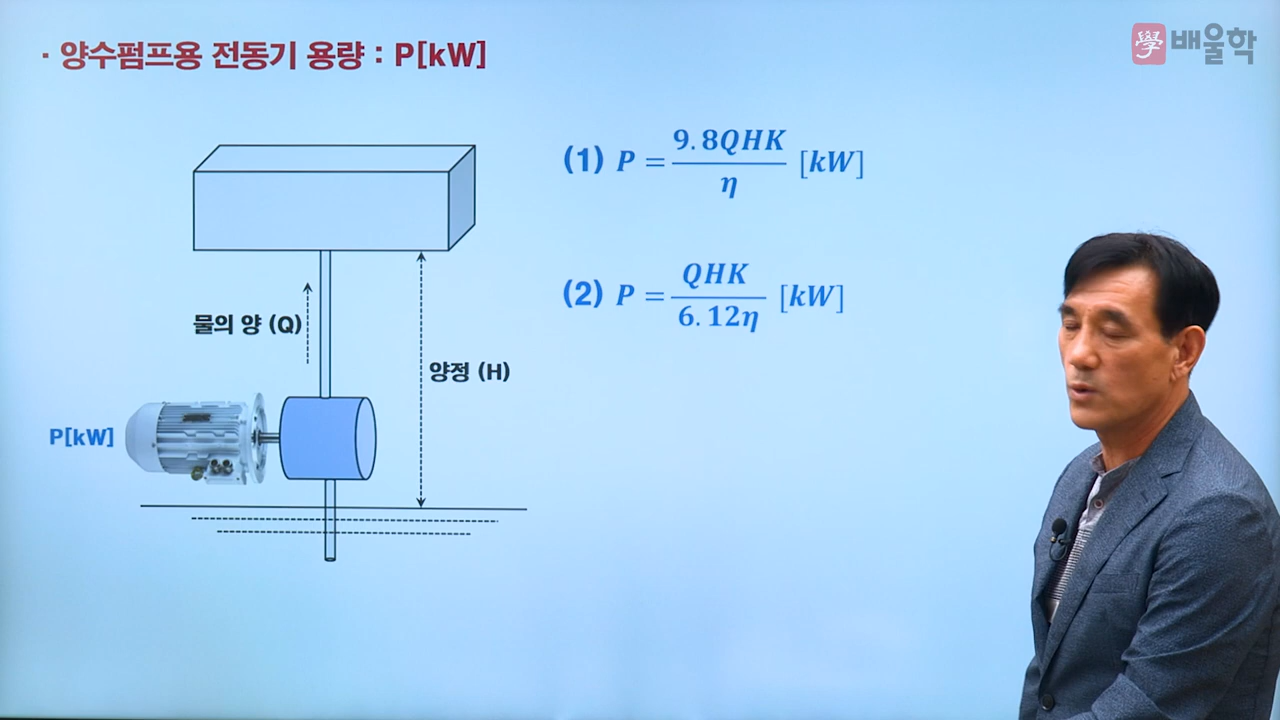 · 양수펌프용 전동기 용량 : P[kW]
學 배울학
(1) P = 9.8QHK / η [kW]
(2) P = QHK / 6.12η [kW]
물의 양 (Q)
양정 (H)
P[kW]